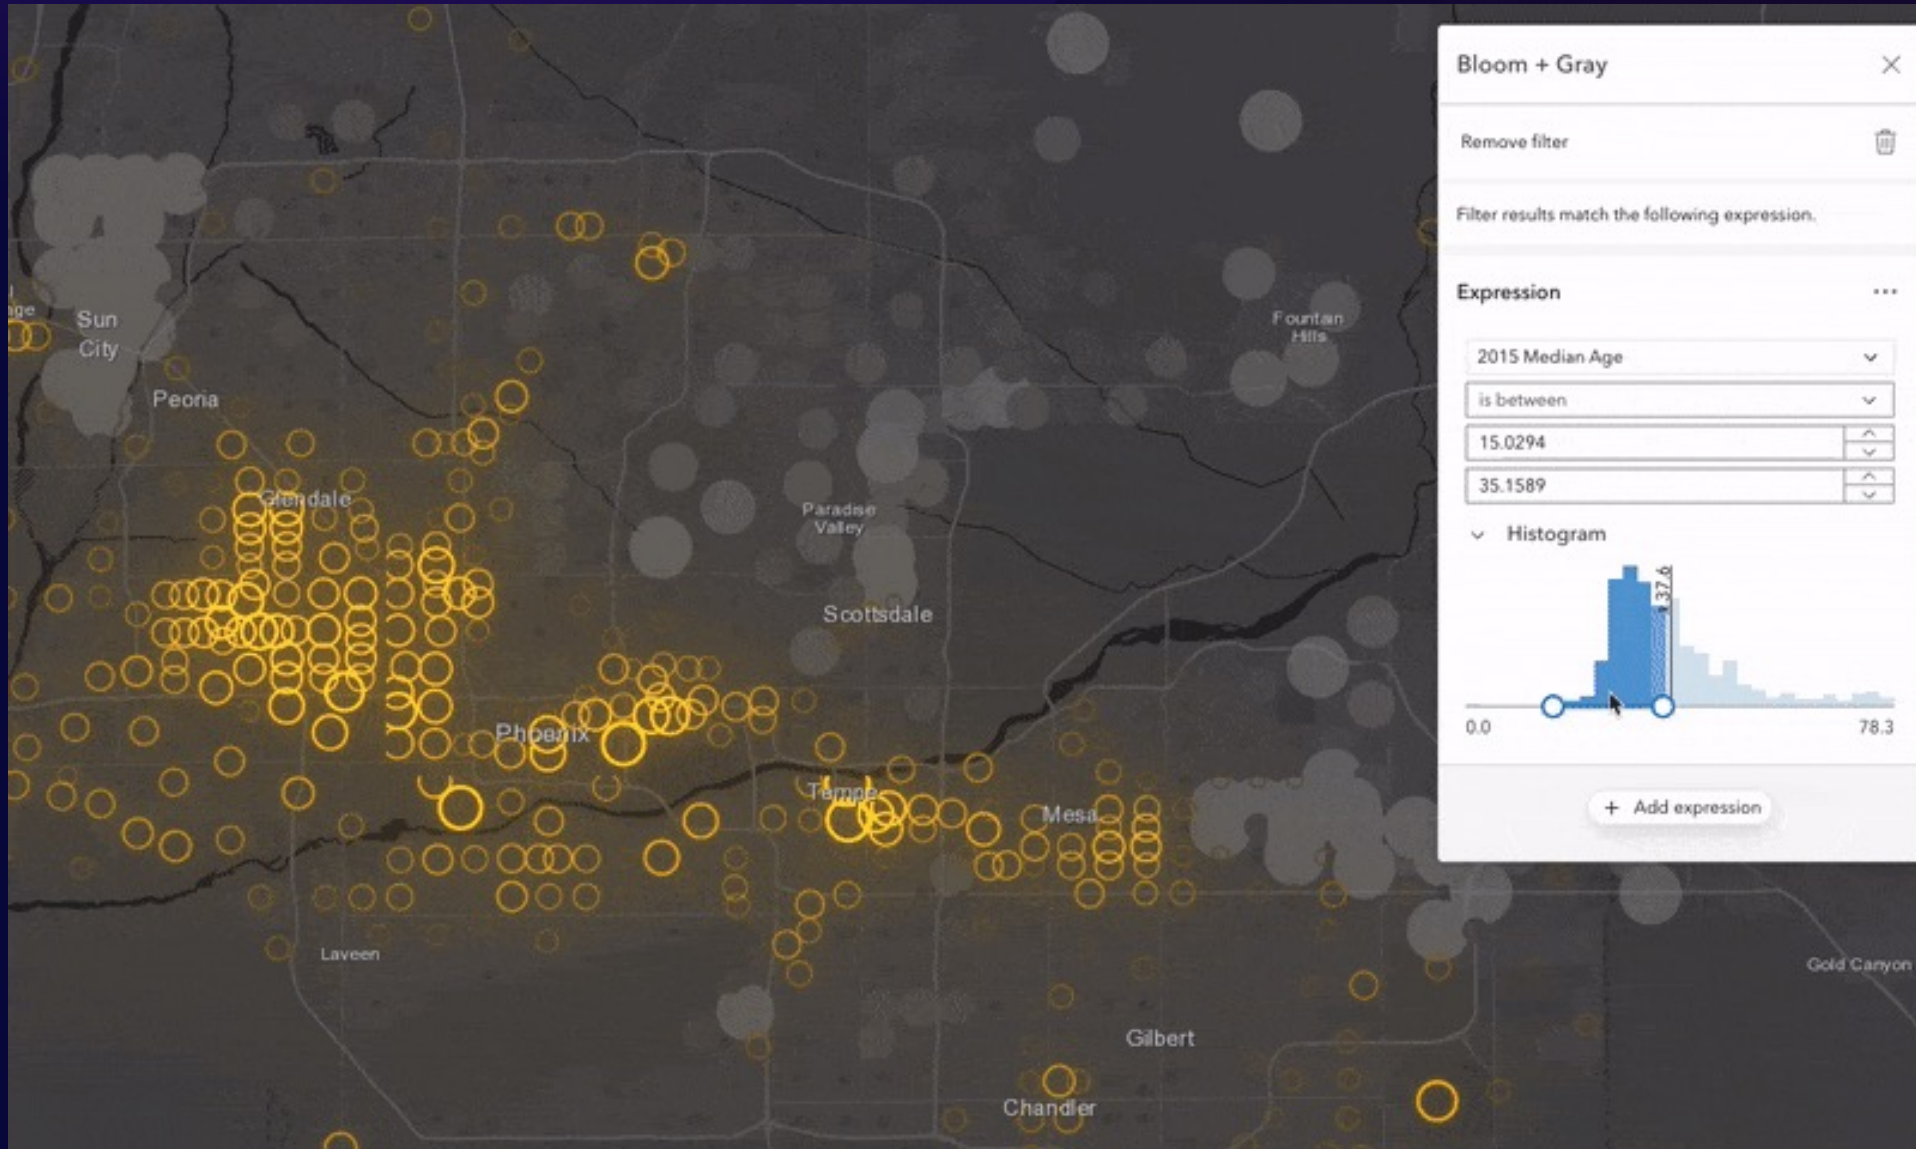 Bloom + Gray
Remove filter
Filter results match the following expression.
Expression
2015 Median Age
is between
15.0294
35.1589
Histogram
37.6
0.0
78.3
+ Add expression
Sun
City
Peoria
Glendale
Fountain
Hills
Paradise
Valley
Scottsdale
Phoenix
Tempe
Mesa
Laveen
Gold Canyon
Gilbert
Chandler